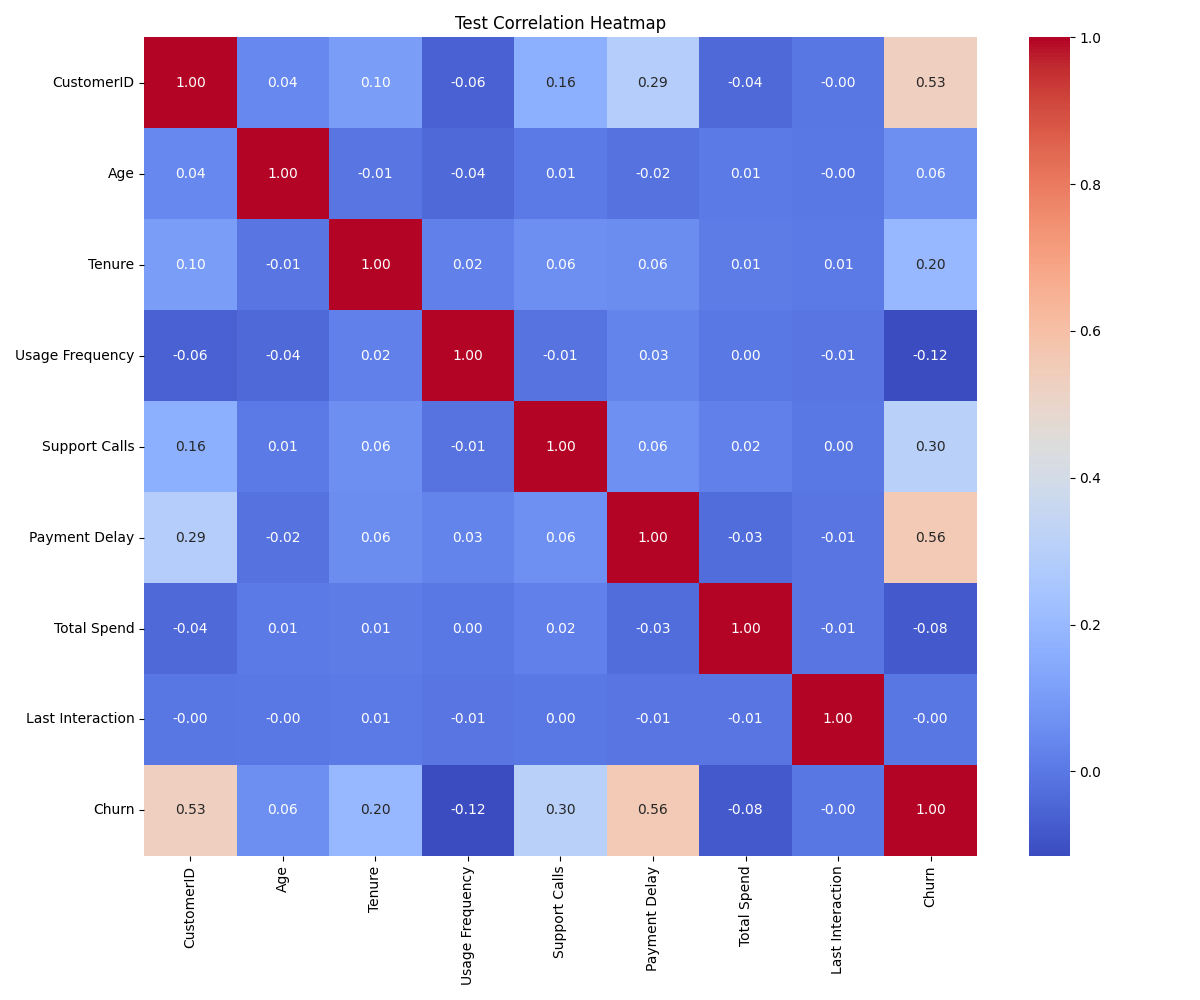 Test Correlation Heatmap
CustomerID 1.00 0.04 0.10 -0.06 0.16 0.29 -0.04 -0.00 0.53
Age 0.04 1.00 -0.01 -0.04 0.01 -0.02 0.01 -0.00 0.06
Tenure 0.10 -0.01 1.00 0.02 0.06 0.06 0.01 0.01 0.20
Usage Frequency -0.06 -0.04 0.02 1.00 -0.01 0.03 0.00 -0.01 -0.12
Support Calls 0.16 0.01 0.06 -0.01 1.00 0.06 0.02 0.00 0.30
Payment Delay 0.29 -0.02 0.06 0.03 0.06 1.00 -0.03 -0.01 0.56
Total Spend -0.04 0.01 0.01 0.00 0.02 -0.03 1.00 -0.01 -0.08
Last Interaction -0.00 -0.00 0.01 -0.01 0.00 -0.01 -0.01 1.00 -0.00
Churn 0.53 0.06 0.20 -0.12 0.30 0.56 -0.08 -0.00 1.00
CustomerID
Age
Tenure
Usage Frequency
Support Calls
Payment Delay
Total Spend
Last Interaction
Churn
1.0
0.8
0.6
0.4
0.2
0.0